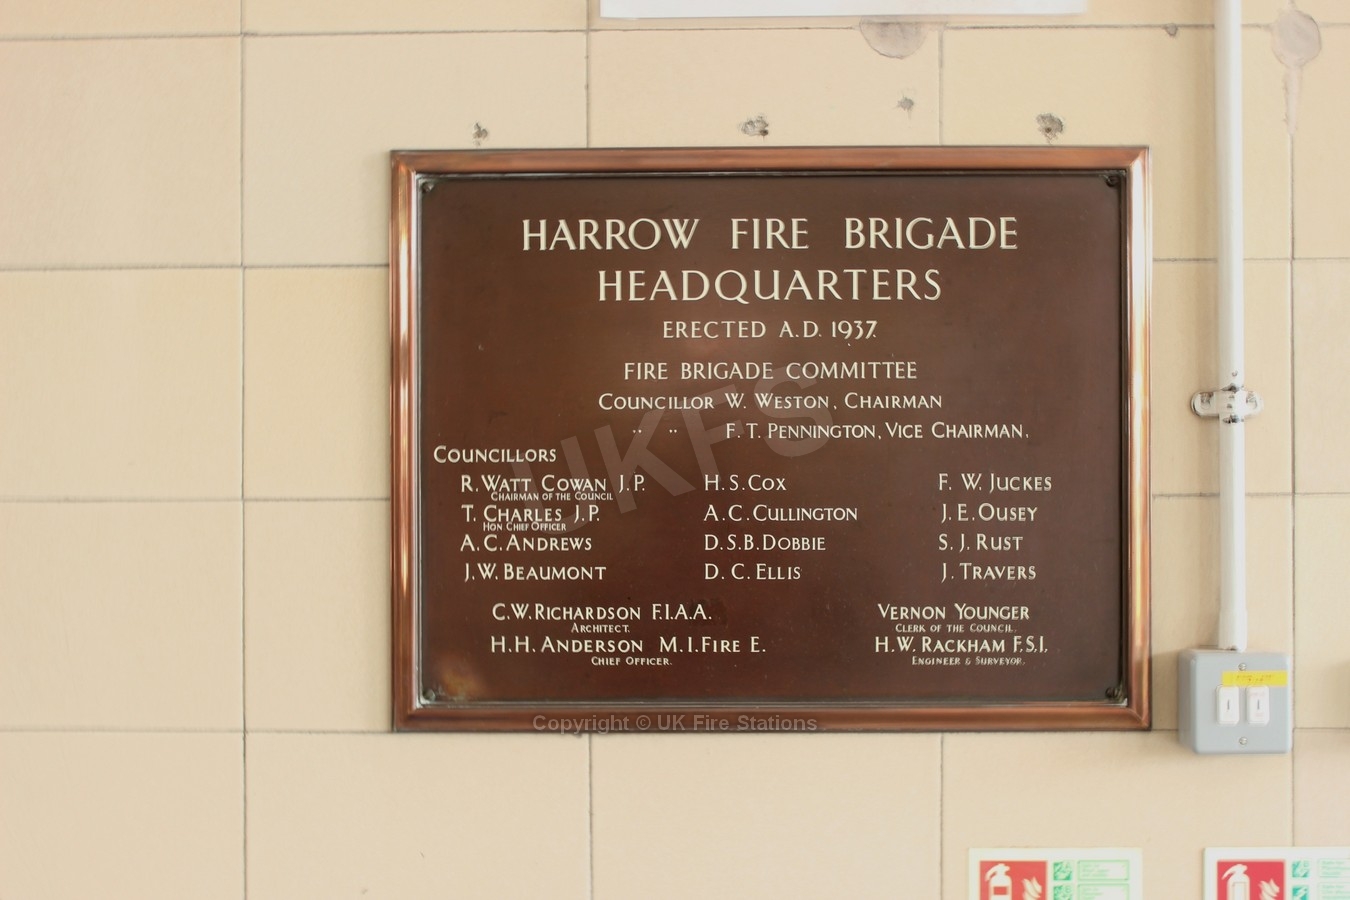 HARROW FIRE BRIGADE
HEADQUARTERS
ERECTED A.D. 1937.
FIRE BRIGADE COMMITTEE
COUNCILLOR W. WESTON, CHAIRMAN
" " F. T. PENNINGTON, VICE CHAIRMAN.
COUNCILLORS
R. WATT COWAN J.P. H. S. COX F. W. JUCKES
CHAIRMAN OF THE COUNCIL
T. CHARLES J.P. A. C. CULLINGTON J. E. OUSEY
HON CHIEF OFFICER
A. C. ANDREWS D. S. B. DOBBIE S. J. RUST
J. W. BEAUMONT D. C. ELLIS J. TRAVERS
C. W. RICHARDSON F.I.A.A. VERNON YOUNGER
ARCHITECT. CLERK OF THE COUNCIL.
H. H. ANDERSON M. I. FIRE E. H. W. RACKHAM F.S.I.
CHIEF OFFICER. ENGINEER & SURVEYOR.
UKFS
Copyright © UK Fire Stations